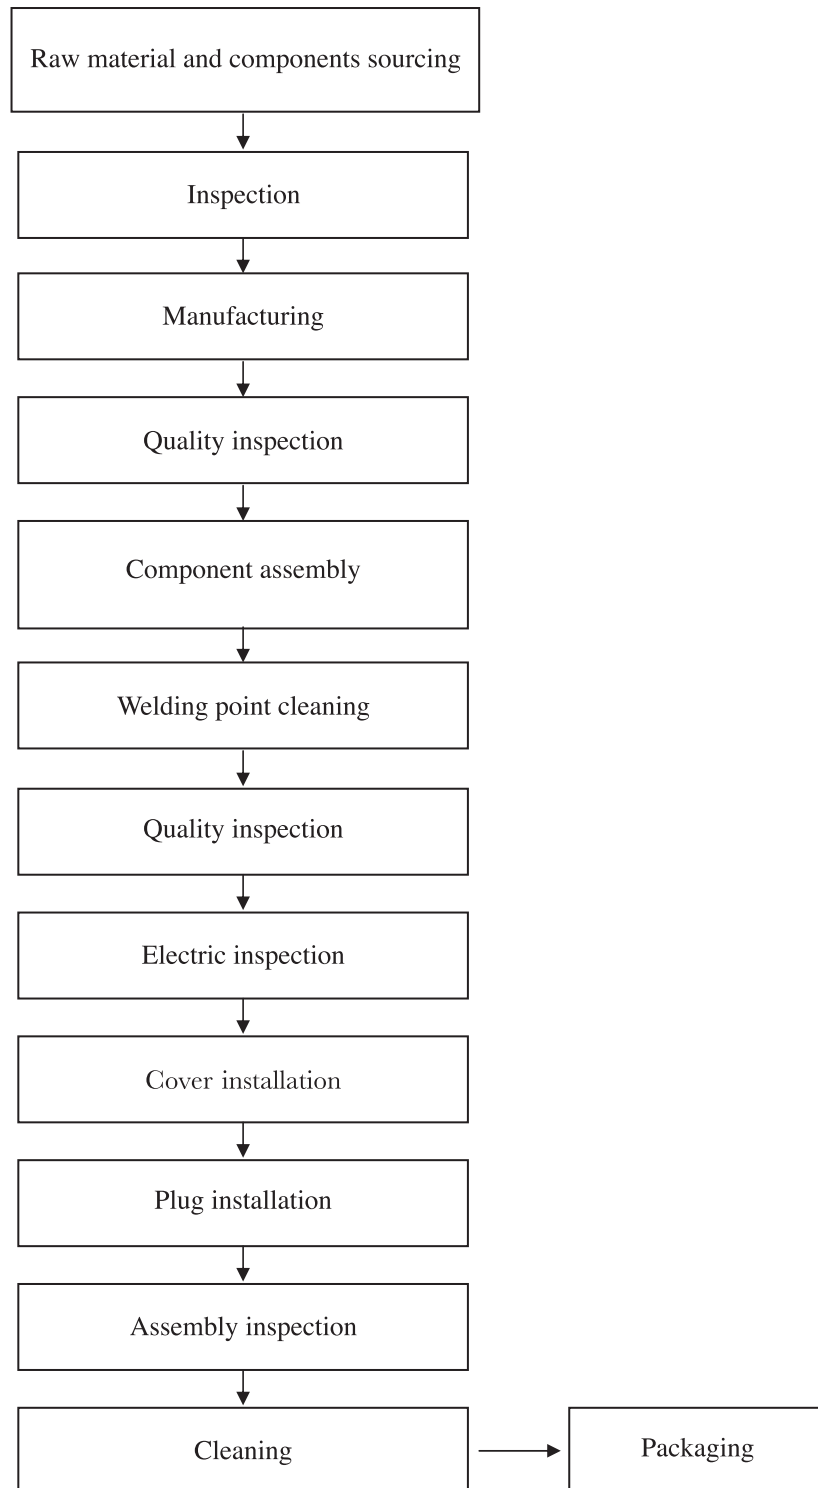 Raw material and components sourcing
Inspection
Manufacturing
Quality inspection
Component assembly
Welding point cleaning
Quality inspection
Electric inspection
Cover installation
Plug installation
Assembly inspection
Cleaning
Packaging